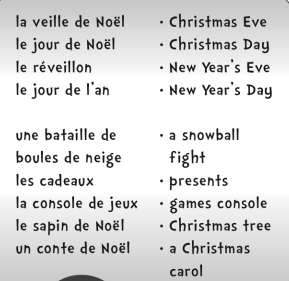 la veille de Noël · Christmas Eve
le jour de Noël · Christmas Day
le réveillon · New Year's Eve
le jour de l'an · New Year's Day
une bataille de · a snowball
boules de neige fight
les cadeaux · presents
la console de jeux · games console
le sapin de Noël · Christmas tree
un conte de Noël · a Christmas
carol